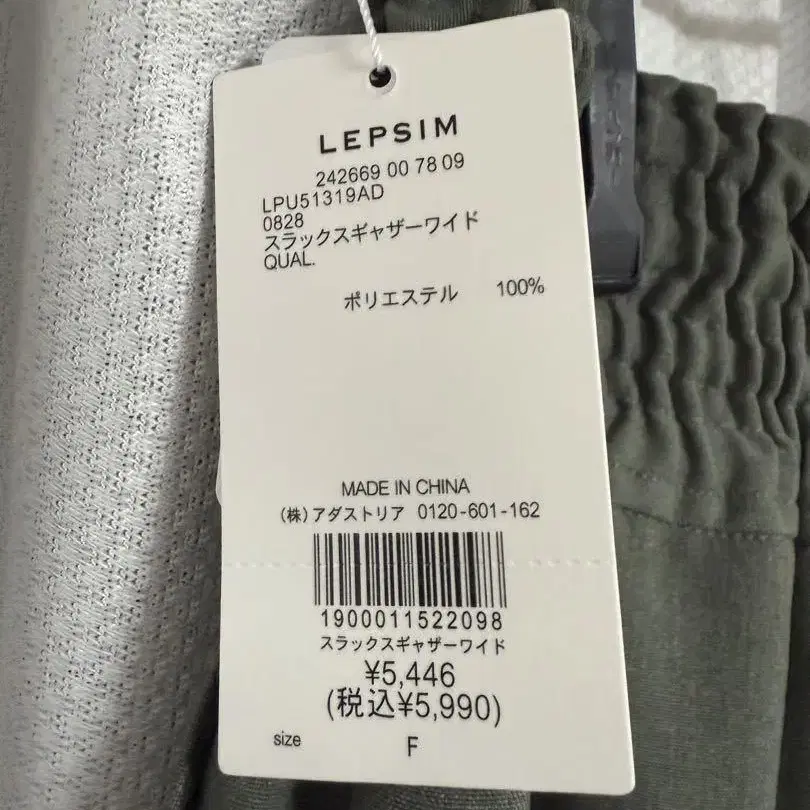 LEPSIM
242669 00 78 09
LPU51319AD
0828
スラックスギャザーワイド
QUAL.
ポリエステル 100%
MADE IN CHINA
(株)アダストリア 0120-601-162
1900011522098
スラックスギャザーワイド
¥5,446
(税込¥5,990)
size F